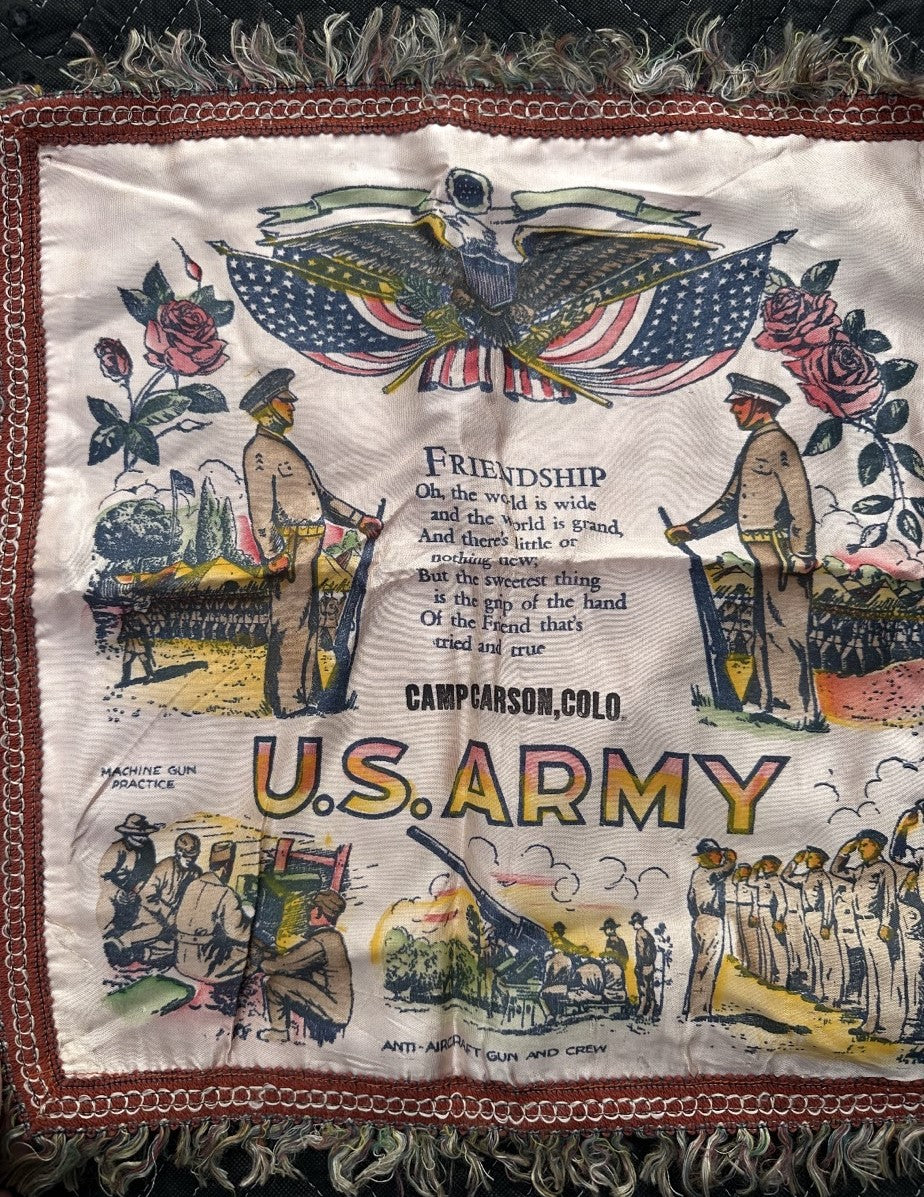 FRIENDSHIP
Oh, the world is wide
and the World is grand,
And there's little or
nothing new;
But the sweetest thing
is the grip of the hand
Of the Friend that's
tried and true
CAMP CARSON, COLO.
U.S. ARMY
MACHINE GUN
PRACTICE
ANTI-AIRCRAFT GUN AND CREW